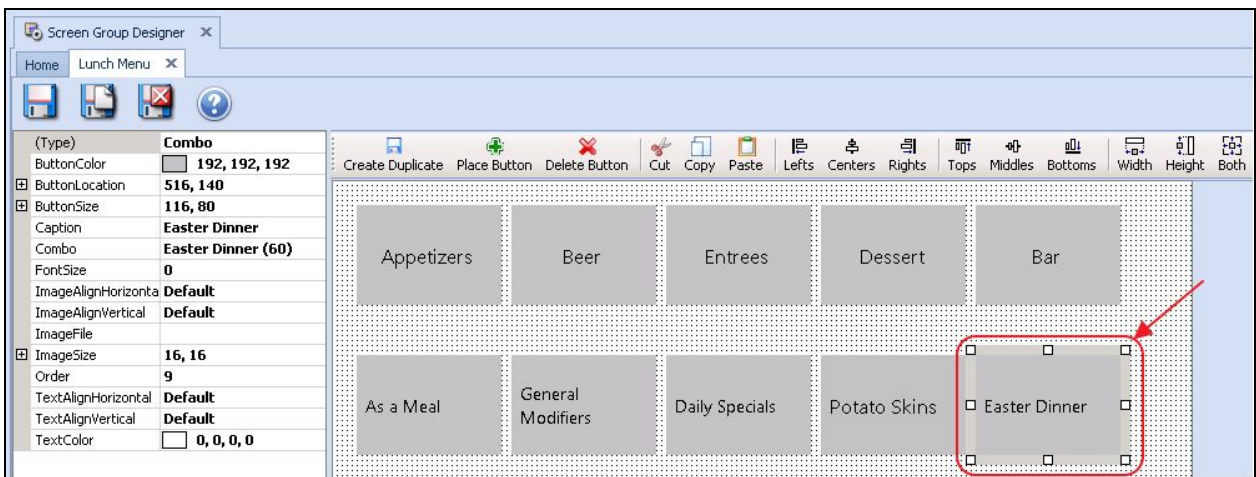 Screen Group Designer
Home Lunch Menu
(Type) Combo
ButtonColor 192, 192, 192
ButtonLocation 516, 140
ButtonSize 116, 80
Caption Easter Dinner
Combo Easter Dinner (60)
FontSize 0
ImageAlignHorizonta Default
ImageAlignVertical Default
ImageFile
ImageSize 16, 16
Order 9
TextAlignHorizontal Default
TextAlignVertical Default
TextColor 0, 0, 0, 0
Create Duplicate Place Button Delete Button Cut Copy Paste Lefts Centers Rights Tops Middles Bottoms Width Height Both
Appetizers Beer Entrees Dessert Bar
As a Meal General Modifiers Daily Specials Potato Skins Easter Dinner